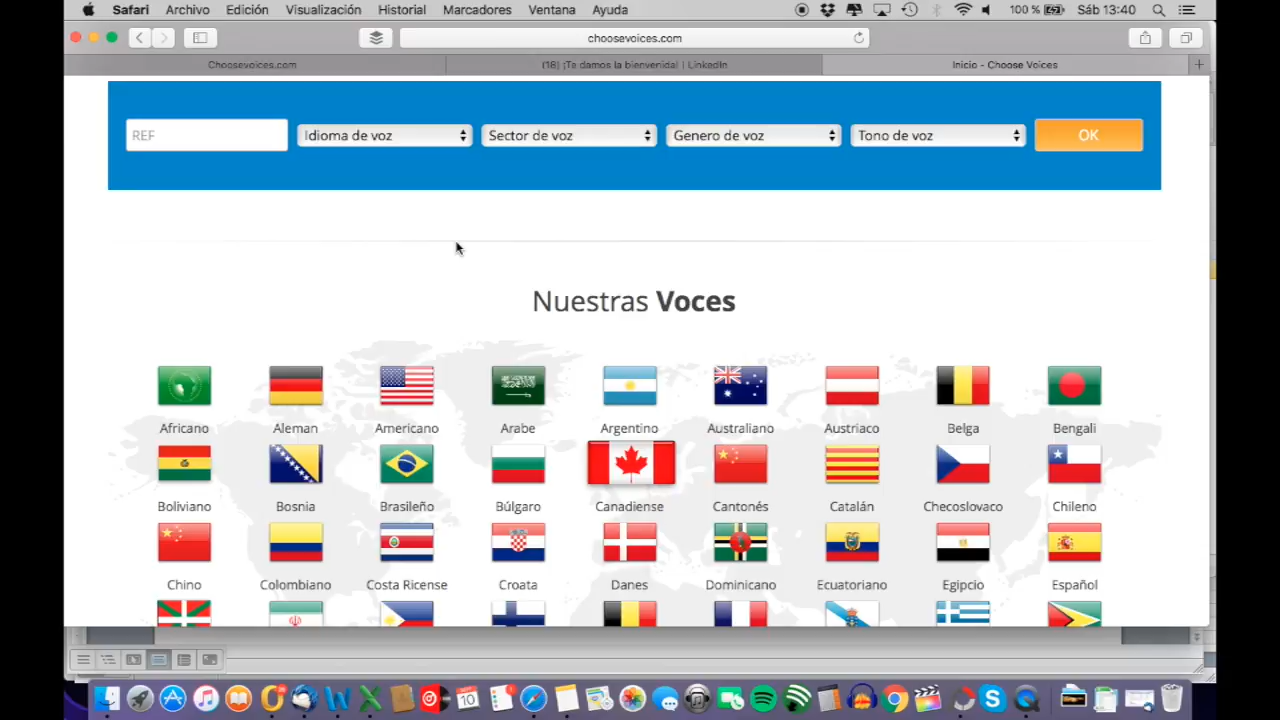 Safari Archivo Edición Visualización Historial Marcadores Ventana Ayuda 100 % Sáb 13:40
choosevoices.com
Choosevoices.com (18) ¡Te damos la bienvenida! | LinkedIn Inicio - Choose Voices
REF Idioma de voz Sector de voz Genero de voz Tono de voz OK
Nuestras Voces
Africano Aleman Americano Arabe Argentino Australiano Austriaco Belga Bengali
Boliviano Bosnia Brasileño Búlgaro Canadiense Cantonés Catalán Checoslovaco Chileno
Chino Colombiano Costa Ricense Croata Danes Dominicano Ecuatoriano Egipcio Español